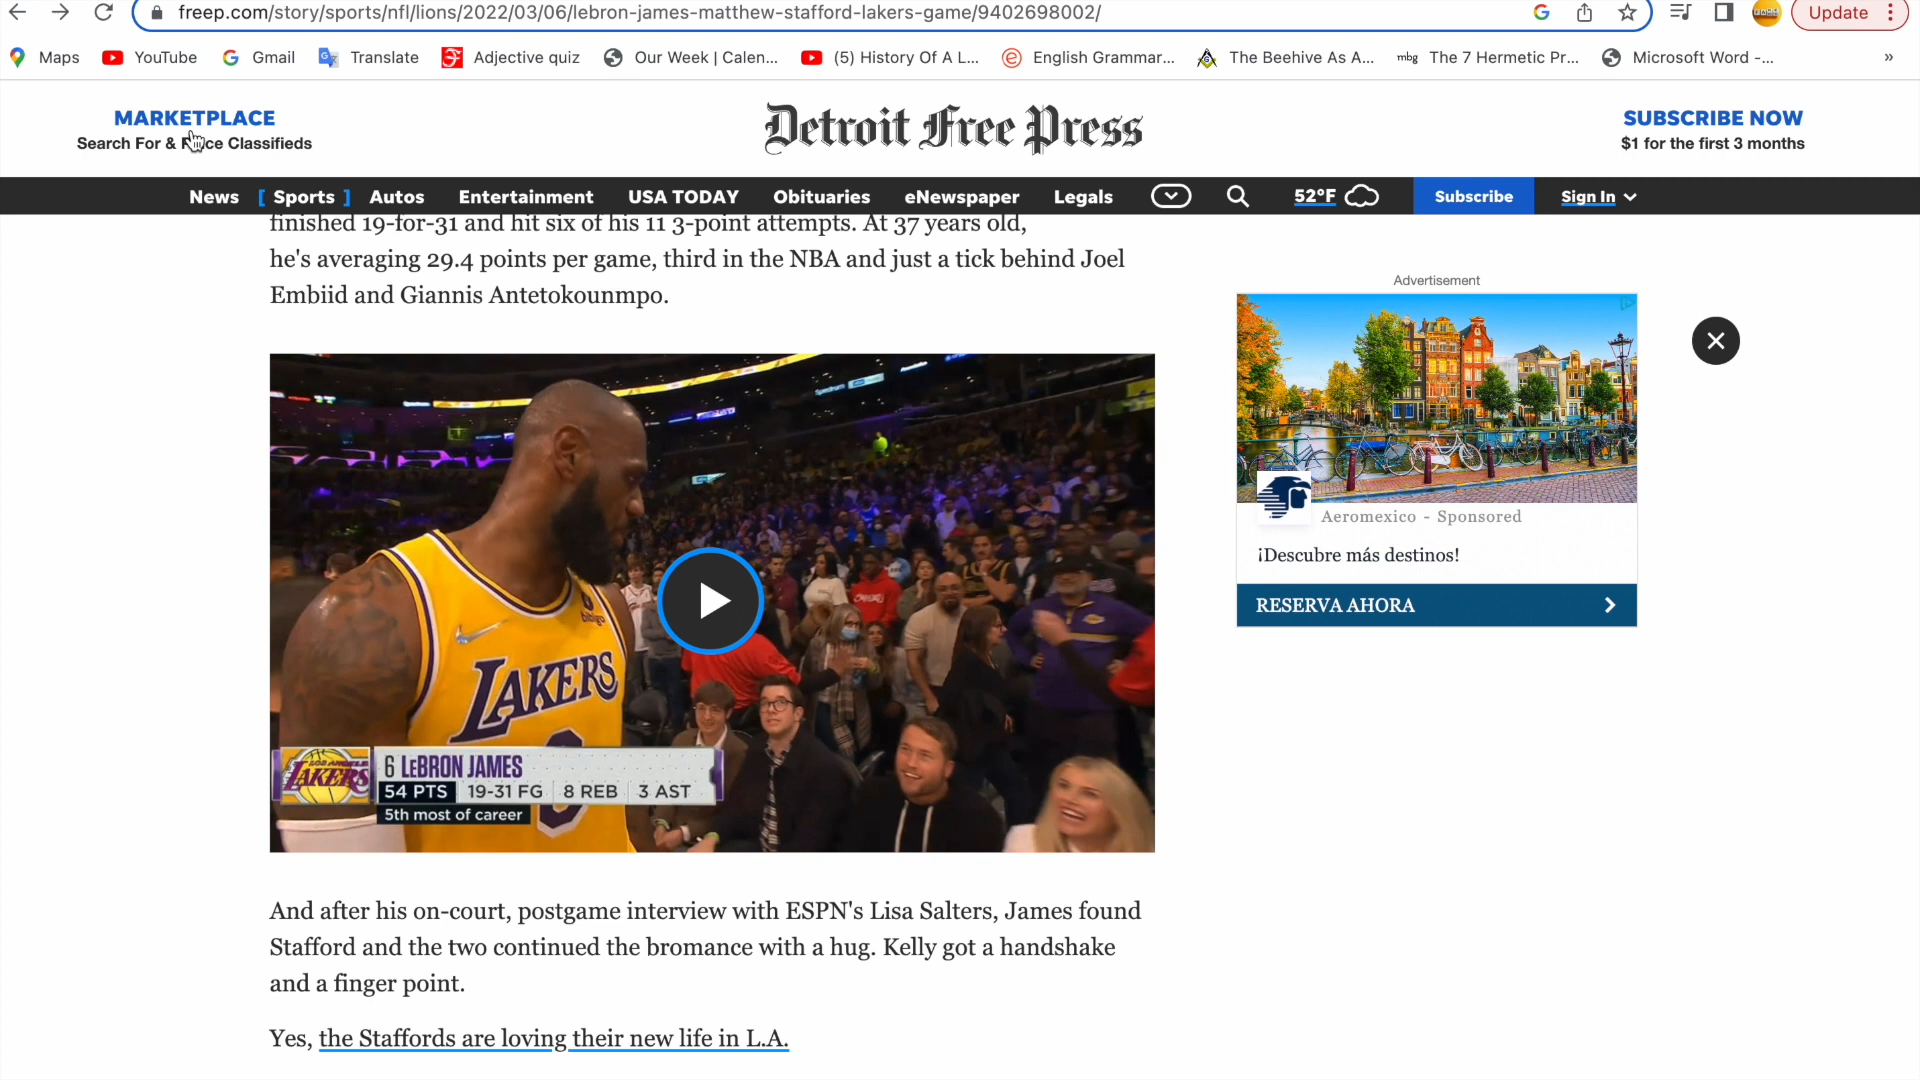 freep.com/story/sports/nfl/lions/2022/03/06/lebron-james-matthew-stafford-lakers-game/9402698002/
Update
Maps
YouTube
Gmail
Translate
Adjective quiz
Our Week | Calen...
(5) History Of A L...
English Grammar...
The Beehive As A...
mbg
The 7 Hermetic Pr...
Microsoft Word -...
»
MARKETPLACE
Search For & Place Classifieds
Detroit Free Press
SUBSCRIBE NOW
$1 for the first 3 months
News [ Sports ] Autos Entertainment USA TODAY Obituaries eNewspaper Legals 52°F Subscribe Sign In
finished 19-for-31 and hit six of his 11 3-point attempts. At 37 years old,
he's averaging 29.4 points per game, third in the NBA and just a tick behind Joel
Embiid and Giannis Antetokounmpo.
Advertisement
Aeromexico - Sponsored
¡Descubre más destinos!
RESERVA AHORA
Spectrum
bibigo
LAKERS
LOS ANGELES
LAKERS
6 LEBRON JAMES
54 PTS 19-31 FG 8 REB 3 AST
5th most of career
And after his on-court, postgame interview with ESPN's Lisa Salters, James found
Stafford and the two continued the bromance with a hug. Kelly got a handshake
and a finger point.
Yes, the Staffords are loving their new life in L.A.